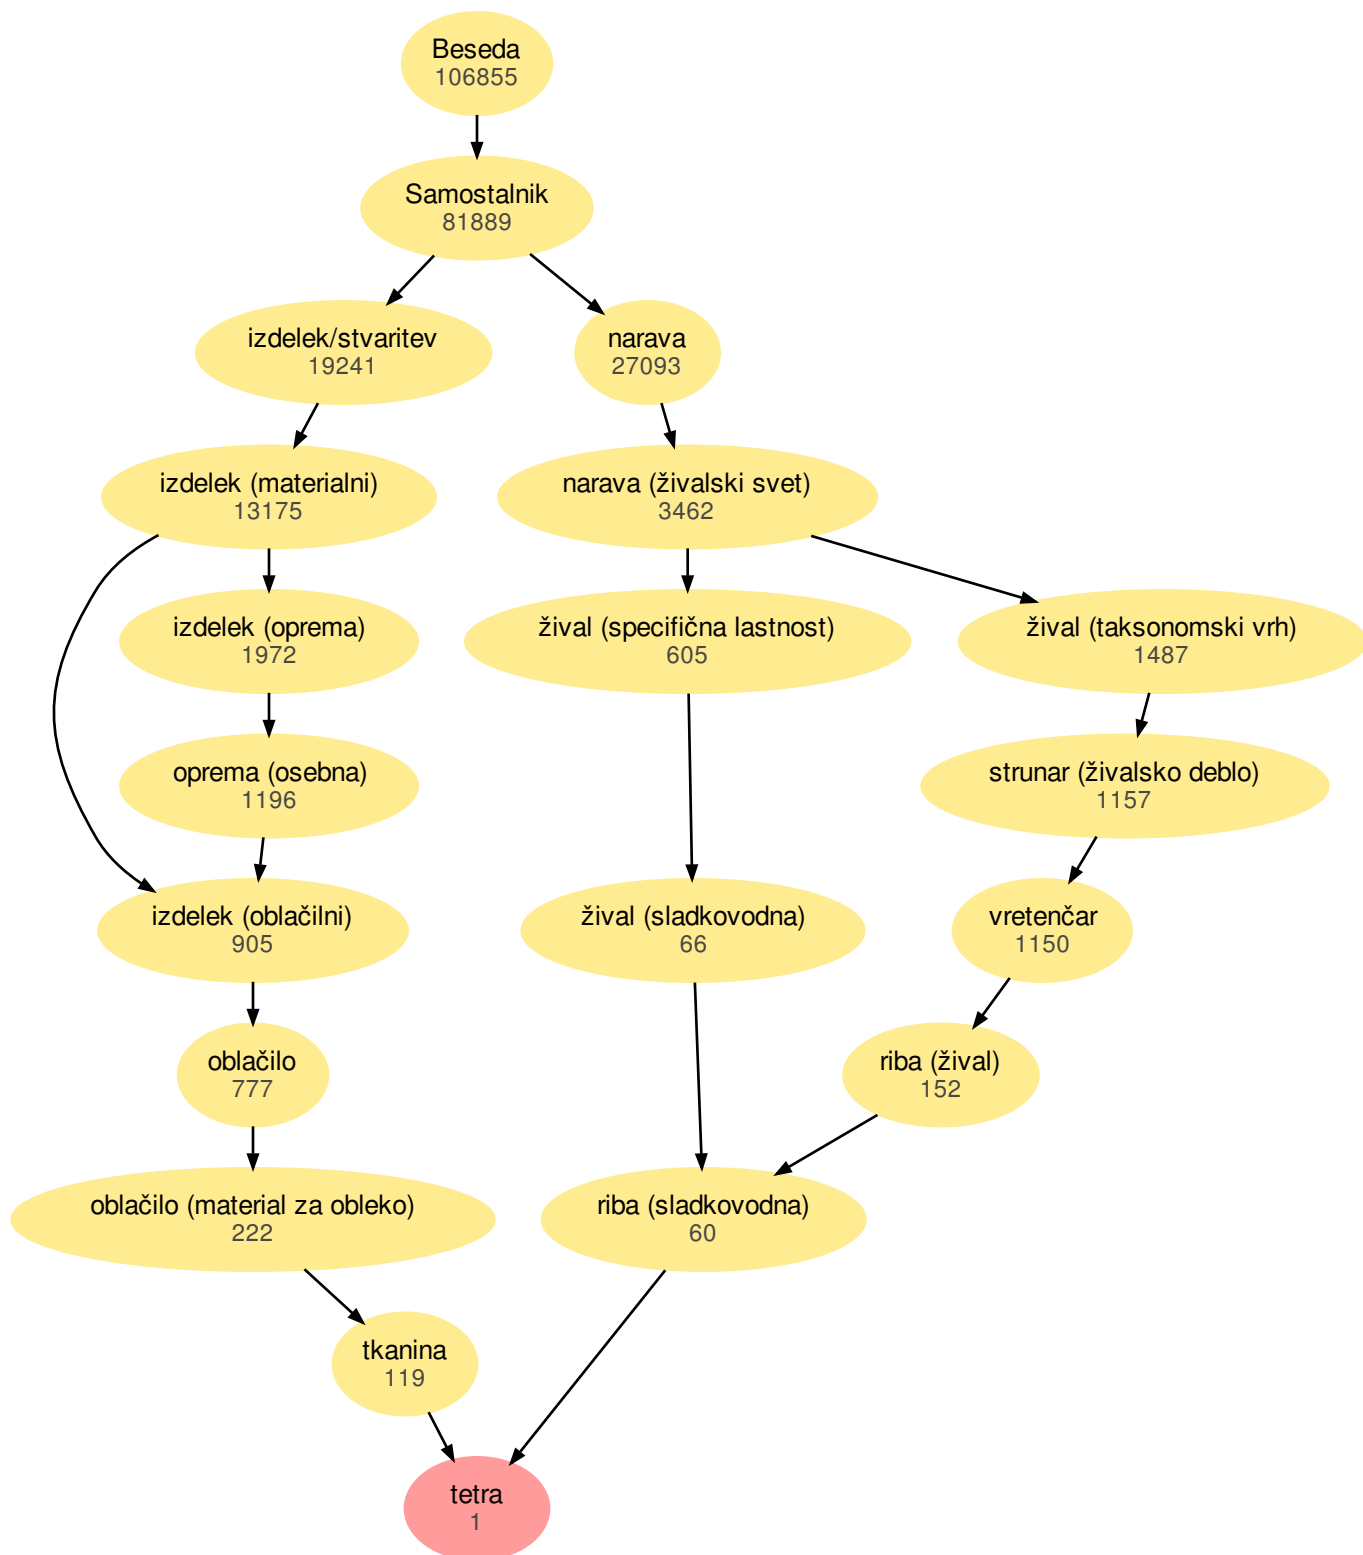 Beseda
106855
Samostalnik
81889
izdelek/stvaritev
19241
narava
27093
izdelek (materialni)
13175
narava (živalski svet)
3462
izdelek (oprema)
1972
žival (specifična lastnost)
605
žival (taksonomski vrh)
1487
oprema (osebna)
1196
strunar (živalsko deblo)
1157
izdelek (oblačilni)
905
žival (sladkovodna)
66
vretenčar
1150
oblačilo
777
riba (žival)
152
oblačilo (material za obleko)
222
riba (sladkovodna)
60
tkanina
119
tetra
1